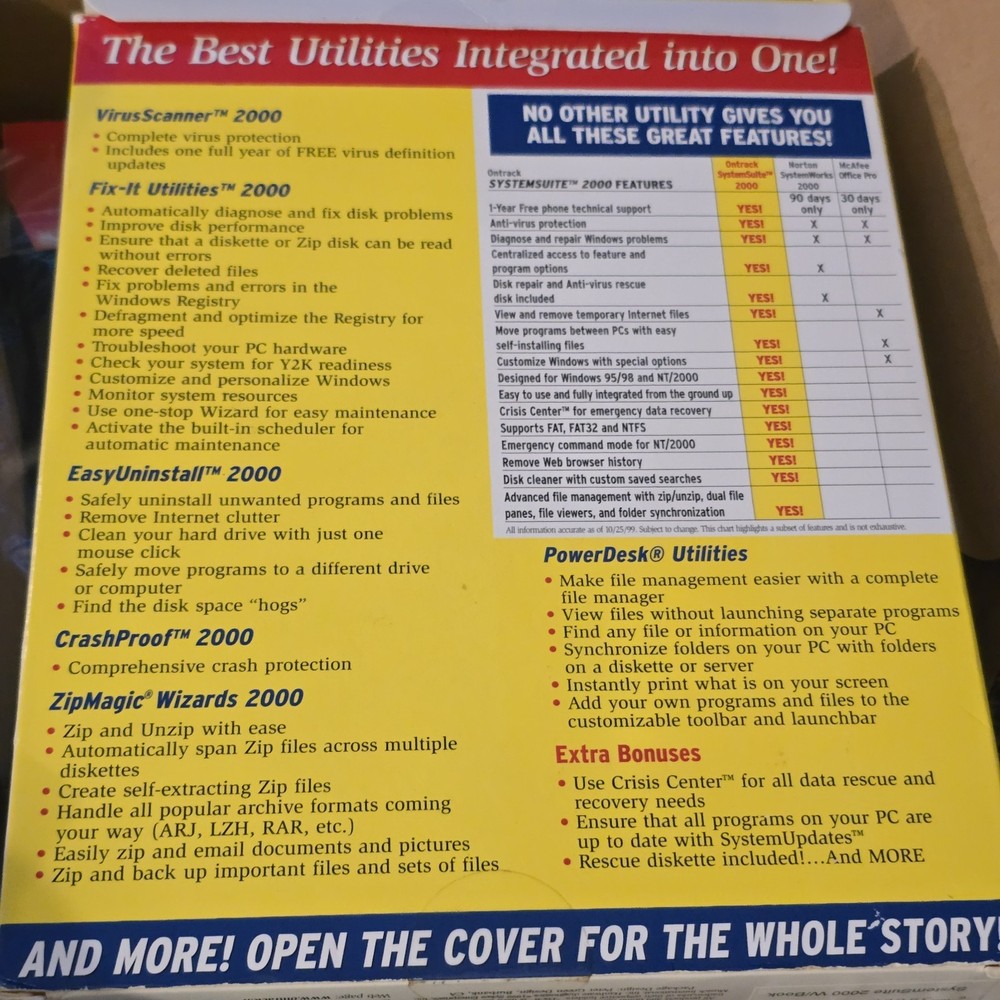 The Best Utilities Integrated into One!
VirusScanner™ 2000
• Complete virus protection
• Includes one full year of FREE virus definition
updates
Fix-It Utilities™ 2000
• Automatically diagnose and fix disk problems
• Improve disk performance
• Ensure that a diskette or Zip disk can be read
without errors
• Recover deleted files
• Fix problems and errors in the
Windows Registry
• Defragment and optimize the Registry for
more speed
• Troubleshoot your PC hardware
• Check your system for Y2K readiness
• Customize and personalize Windows
• Monitor system resources
• Use one-stop Wizard for easy maintenance
• Activate the built-in scheduler for
automatic maintenance
EasyUninstall™ 2000
• Safely uninstall unwanted programs and files
• Remove Internet clutter
• Clean your hard drive with just one
mouse click
• Safely move programs to a different drive
or computer
• Find the disk space “hogs”
CrashProof™ 2000
• Comprehensive crash protection
ZipMagic® Wizards 2000
• Zip and Unzip with ease
• Automatically span Zip files across multiple
diskettes
• Create self-extracting Zip files
• Handle all popular archive formats coming
your way (ARJ, LZH, RAR, etc.)
• Easily zip and email documents and pictures
• Zip and back up important files and sets of files
NO OTHER UTILITY GIVES YOU
ALL THESE GREAT FEATURES!
Ontrack Norton McAfee
Ontrack SystemSuite™ SystemWorks Office Pro
SYSTEMSUITE™ 2000 FEATURES 2000 2000
90 days 30 days
1-Year Free phone technical support YES! only only
Anti-virus protection YES! X X
Diagnose and repair Windows problems YES! X X
Centralized access to feature and
program options YES! X
Disk repair and Anti-virus rescue
disk included YES! X
View and remove temporary Internet files YES! X
Move programs between PCs with easy
self-installing files YES! X
Customize Windows with special options YES! X
Designed for Windows 95/98 and NT/2000 YES!
Easy to use and fully integrated from the ground up YES!
Crisis Center™ for emergency data recovery YES!
Supports FAT, FAT32 and NTFS YES!
Emergency command mode for NT/2000 YES!
Remove Web browser history YES!
Disk cleaner with custom saved searches YES!
Advanced file management with zip/unzip, dual file
panes, file viewers, and folder synchronization YES!
All information accurate as of 10/25/99. Subject to change. This chart highlights a subset of features and is not exhaustive.
PowerDesk® Utilities
• Make file management easier with a complete
file manager
• View files without launching separate programs
• Find any file or information on your PC
• Synchronize folders on your PC with folders
on a diskette or server
• Instantly print what is on your screen
• Add your own programs and files to the
customizable toolbar and launchbar
Extra Bonuses
• Use Crisis Center™ for all data rescue and
recovery needs
• Ensure that all programs on your PC are
up to date with SystemUpdates™
• Rescue diskette included!...And MORE
AND MORE! OPEN THE COVER FOR THE WHOLE STORY!